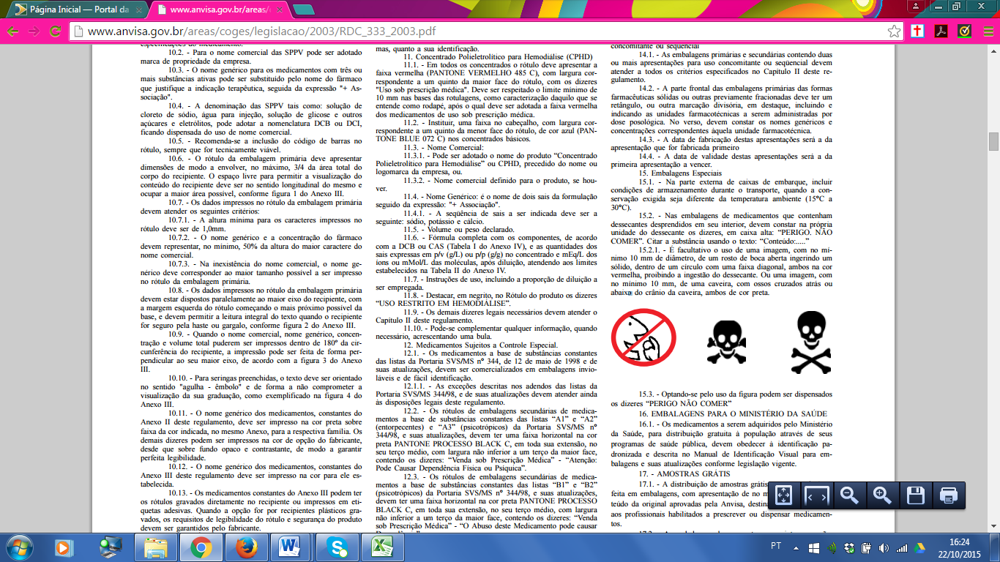 Página Inicial — Portal da
www.anvisa.gov.br/areas/
www.anvisa.gov.br/areas/coges/legislacao/2003/RDC_333_2003.pdf
especificações do medicamento.
10.2. - Para o nome comercial das SPPV pode ser adotado
marca de propriedade da empresa.
10.3. - O nome genérico para os medicamentos com três ou
mais substâncias ativas pode ser substituído pelo nome do fármaco
que justifique a indicação terapêutica, seguida da expressão "+ As-
sociação".
10.4. - A denominação das SPPV tais como: solução de
cloreto de sódio, água para injeção, solução de glicose e outros
açúcares e eletrólitos, pode adotar a nomenclatura DCB ou DCI,
ficando dispensada do uso de nome comercial.
10.5. - Recomenda-se a inclusão do código de barras no
rótulo, sempre que for tecnicamente viável.
10.6. - O rótulo da embalagem primária deve apresentar
dimensões de modo a envolver, no máximo, 3/4 da área total do
corpo do recipiente. O espaço livre para permitir a visualização do
conteúdo do recipiente deve ser no sentido longitudinal do mesmo e
ocupar a maior área possível, conforme figura 1 do Anexo III.
10.7. - Os dados impressos no rótulo da embalagem primária
devem atender os seguintes critérios:
10.7.1. - A altura mínima para os caracteres impressos no
rótulo deve ser de 1,0mm.
10.7.2. - O nome genérico e a concentração do fármaco
devem representar, no mínimo, 50% da altura do maior caractere do
nome comercial.
10.7.3. - Na inexistência do nome comercial, o nome ge-
nérico deve corresponder ao maior tamanho possível a ser impresso
no rótulo da embalagem primária.
10.8. - Os dados impressos no rótulo da embalagem primária
devem estar dispostos paralelamente ao maior eixo do recipiente, com
a margem esquerda do rótulo começando o mais próximo possível da
base, e devem permitir a leitura integral do texto quando o recipiente
for seguro pela haste ou gargalo, conforme figura 2 do Anexo III.
10.9. - Quando o nome comercial, nome genérico, concen-
tração e volume total puderem ser impressos dentro de 180º da cir-
cunferência do recipiente, a impressão pode ser feita de forma per-
pendicular ao seu maior eixo, de acordo com a figura 3 do Anexo
III.
10.10. - Para seringas preenchidas, o texto deve ser orientado
no sentido "agulha - êmbolo" e de forma a não comprometer a
visualização da sua graduação, como exemplificado na figura 4 do
Anexo III.
10.11. - O nome genérico dos medicamentos, constantes do
Anexo II deste regulamento, deve ser impresso na cor preta sobre
faixa da cor indicada, no mesmo Anexo, para a respectiva família. Os
demais dizeres podem ser impressos na cor de opção do fabricante,
desde que sobre fundo opaco e contrastante, de modo a garantir
perfeita legibilidade.
10.12. - O nome genérico dos medicamentos, constantes do
Anexo III deste regulamento deve ser impresso na cor para ele es-
tabelecida.
10.13. - Os medicamentos constantes do Anexo III podem ter
os rótulos gravados diretamente no recipiente ou impressos em eti-
quetas adesivas. Quando a opção for por recipientes plásticos gra-
vados, os requisitos de legibilidade do rótulo e segurança do produto
devem ser garantidos pelo fabricante.
mas, quanto a sua identificação.
11. Concentrado Polieletrolítico para Hemodiálise (CPHD)
11.1. - Em todos os concentrados o rótulo deve apresentar a
faixa vermelha (PANTONE VERMELHO 485 C), com largura cor-
respondente a um quinto da maior face do rótulo, com os dizeres
"Uso sob prescrição médica". Deve ser respeitado o limite mínimo de
10 mm nas bases das rotulagens, como caracterização daquilo que se
entende como rodapé, após o qual deve ser adotada a faixa vermelha
dos medicamentos de uso sob prescrição médica.
11.2. - Instituir, uma faixa no cabeçalho, com largura cor-
respondente a um quinto da menor face do rótulo, de cor azul (PAN-
TONE BLUE 072 C) nos concentrados básicos.
11.3. - Nome Comercial:
11.3.1. - Pode ser adotado o nome do produto “Concentrado
Polieletrolítico para Hemodiálise” ou CPHD, precedido do nome ou
logomarca da empresa, ou.
11.3.2. - Nome comercial definido para o produto, se hou-
ver.
11.4. - Nome Genérico: é o nome de dois sais da formulação
seguido da expressão: "+ Associação".
11.4.1. - A seqüência de sais a ser indicada deve ser a
seguinte: sódio, potássio e cálcio.
11.5. - Volume ou peso declarado.
11.6. - Fórmula completa com os componentes, de acordo
com a DCB ou CAS (Tabela I do Anexo IV), e as quantidades dos
sais expressas em p/v (g/L) ou p/p (g/g) no concentrado e mEq/L dos
íons ou mMol/L das moléculas, após diluição, atendendo aos limites
estabelecidos na Tabela II do Anexo IV.
11.7. - Instruções de uso, incluindo a proporção de diluição a
ser empregada.
11.8. - Destacar, em negrito, no Rótulo do produto os dizeres
“USO RESTRITO EM HEMODIÁLISE”.
11.9. - Os demais dizeres legais necessários devem atender o
Capítulo II deste regulamento.
11.10. - Pode-se complementar qualquer informação, quando
necessário, acrescentando uma bula.
12. Medicamentos Sujeitos a Controle Especial.
12.1. - Os medicamentos a base de substâncias constantes
das listas da Portaria SVS/MS nº 344, de 12 de maio de 1998 e de
suas atualizações, devem ser comercializados em embalagens invio-
láveis e de fácil identificação.
12.1.1. - As exceções descritas nos adendos das listas da
Portaria SVS/MS 344/98, e de suas atualizações devem atender ainda
às disposições legais deste regulamento.
12.2. - Os rótulos de embalagens secundárias de medica-
mentos a base de substâncias constantes das listas “A1” e “A2”
(entorpecentes) e “A3” (psicotrópicos) da Portaria SVS/MS nº
344/98, e suas atualizações, devem ter uma faixa horizontal na cor
preta PANTONE PROCESSO BLACK C, em toda sua extensão, no
seu terço médio, com largura não inferior a um terço da maior face,
contendo os dizeres: “Venda sob Prescrição Médica” - “Atenção:
Pode Causar Dependência Física ou Psíquica”.
12.3. - Os rótulos de embalagens secundárias de medica-
mentos a base de substâncias constantes das listas “B1” e “B2”
(psicotrópicos) da Portaria SVS/MS nº 344/98, e suas atualizações,
devem ter uma faixa horizontal na cor preta PANTONE PROCESSO
BLACK C, em toda sua extensão, no seu terço médio, com largura
não inferior a um terço da maior face, contendo os dizeres: “Venda
sob Prescrição Médica” - “O Abuso deste Medicamento pode causar
concomitante ou seqüencial
14.1. - As embalagens primárias e secundárias contendo duas
ou mais apresentações para uso concomitante ou seqüencial devem
atender a todos os critérios especificados no Capítulo II deste re-
gulamento.
14.2. - A parte frontal das embalagens primárias das formas
farmacêuticas sólidas ou outras previamente fracionadas deve ter um
retângulo, ou outra marcação divisória, em destaque, incluindo e
indicando as unidades farmacotécnicas a serem administradas por
dose posológica. No verso, devem constar os nomes genéricos e
concentrações correspondentes àquela unidade farmacotécnica.
14.3. - A data de fabricação destas apresentações será a da
apresentação que for fabricada primeiro
14.4. - A data de validade destas apresentações será a da
primeira apresentação a vencer.
15. Embalagens Especiais
15.1. - Na parte externa de caixas de embarque, incluir
condições de armazenamento durante o transporte, quando a con-
servação exigida seja diferente da temperatura ambiente (15°C a
30°C).
15.2. - Nas embalagens de medicamentos que contenham
dessecantes desprendidos em seu interior, devem constar na própria
unidade do dessecante os dizeres, em caixa alta: “PERIGO. NÃO
COMER”. Citar a substância usando o texto: “Conteúdo:.....”
15.2.1. - É facultativo o uso de uma imagem, com no mí-
nimo 10 mm de diâmetro, de um rosto de boca aberta ingerindo um
sólido, dentro de um círculo com uma faixa diagonal, ambos na cor
vermelha, proibindo a ingestão do dessecante. Ou uma imagem, com
no mínimo 10 mm, de uma caveira, com ossos cruzados atrás ou
abaixo do crânio da caveira, ambos de cor preta.
15.3. - Optando-se pelo uso da figura podem ser dispensados
os dizeres “PERIGO NÃO COMER”
16. EMBALAGENS PARA O MINISTÉRIO DA SAÚDE
16.1. - Os medicamentos a serem adquiridos pelo Ministério
da Saúde, para distribuição gratuita à população através de seus
programas de saúde pública, devem obedecer à identificação pa-
dronizada e descrita no Manual de Identificação Visual para em-
balagens e suas atualizações conforme legislação vigente.
17. - AMOSTRAS GRÁTIS
17.1. - A distribuição de amostras grátis
feita em embalagens, com apresentação de no m
teúdo da original aprovadas pela Anvisa, destina
aos profissionais habilitados a prescrever ou dispensar medicamen-
tos.
PT
16:24
22/10/2015